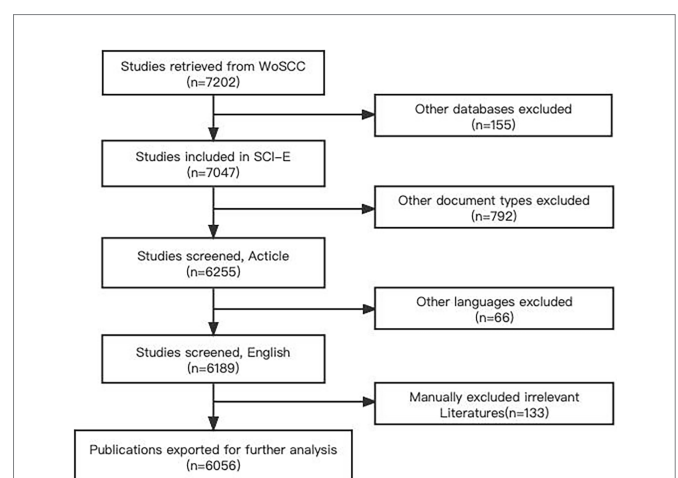 Studies retrieved from WoSCC
(n=7202)
Other databases excluded
(n=155)
Studies included in SCI-E
(n=7047)
Other document types excluded
(n=792)
Studies screened, Acticle
(n=6255)
Other languages excluded
(n=66)
Studies screened, English
(n=6189)
Manually excluded irrelevant
Literatures(n=133)
Publications exported for further analysis
(n=6056)